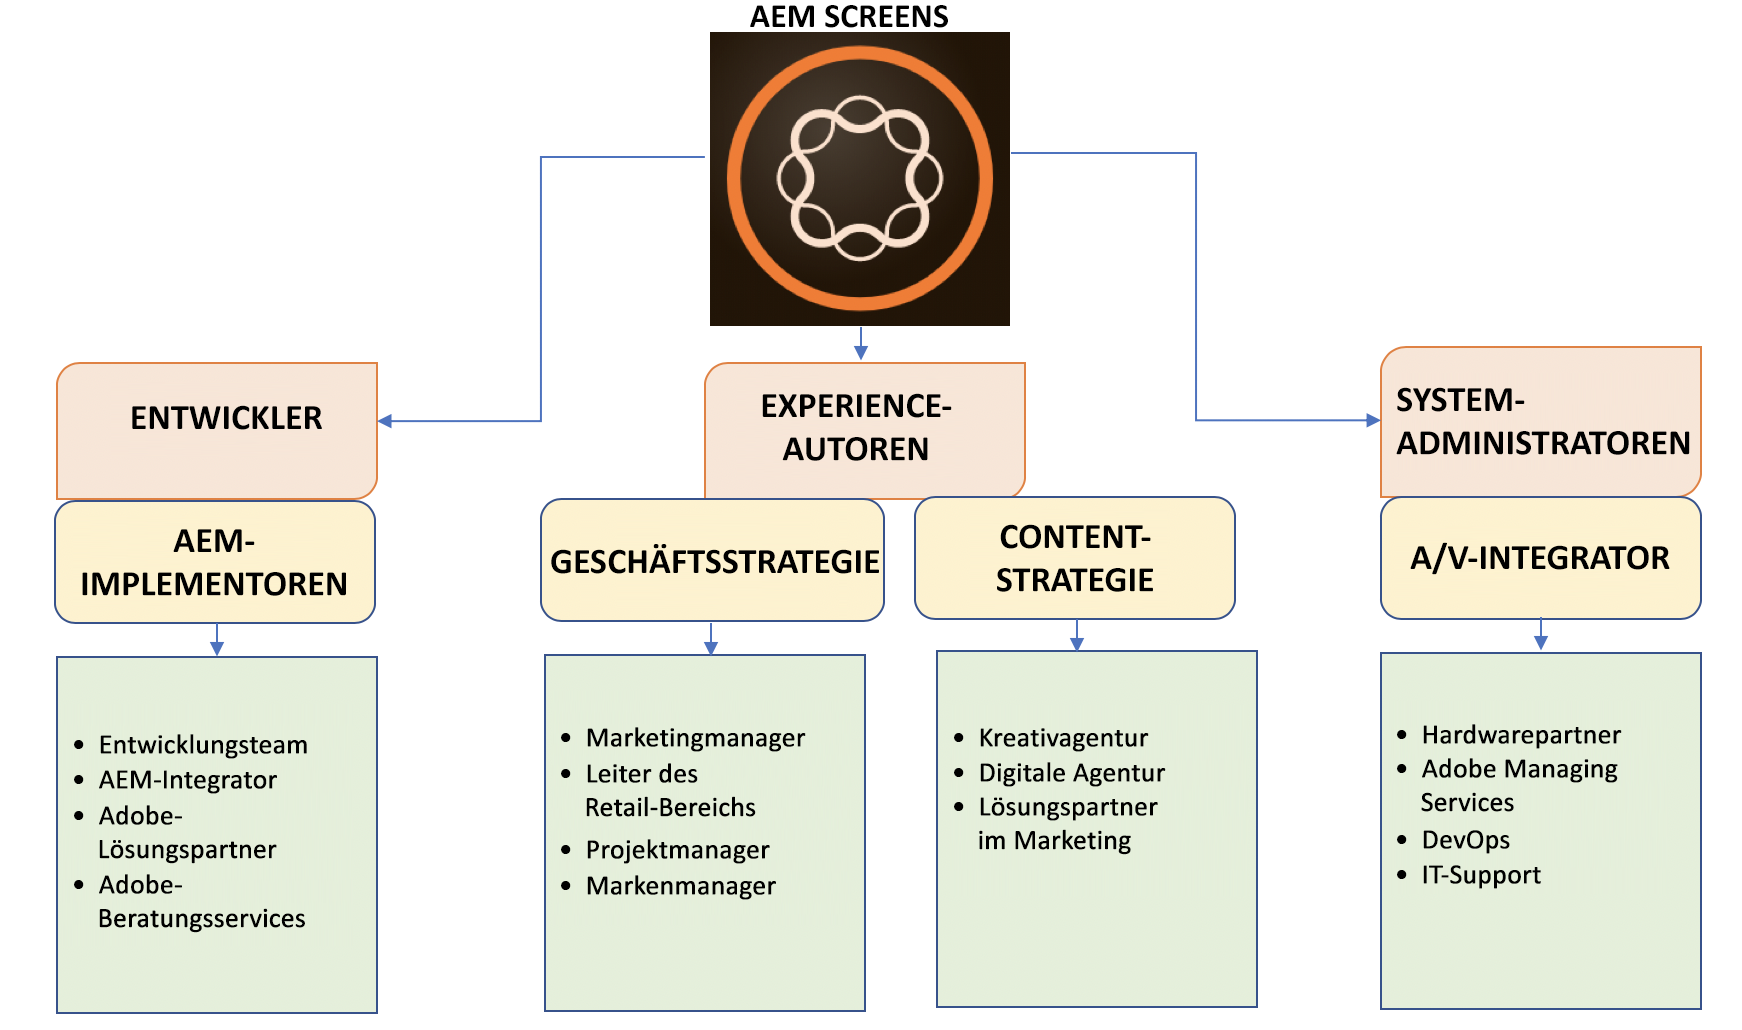 AEM SCREENS
ENTWICKLER
EXPERIENCE-
AUTOREN
SYSTEM-
ADMINISTRATOREN
AEM-
IMPLEMENTOREN
GESCHÄFTSSTRATEGIE
CONTENT-
STRATEGIE
A/V-INTEGRATOR
• Entwicklungsteam
• AEM-Integrator
• Adobe-
Lösungspartner
• Adobe-
Beratungsservices
• Marketingmanager
• Leiter des
Retail-Bereichs
• Projektmanager
• Markenmanager
• Kreativagentur
• Digitale Agentur
• Lösungspartner
im Marketing
• Hardwarepartner
• Adobe Managing
Services
• DevOps
• IT-Support